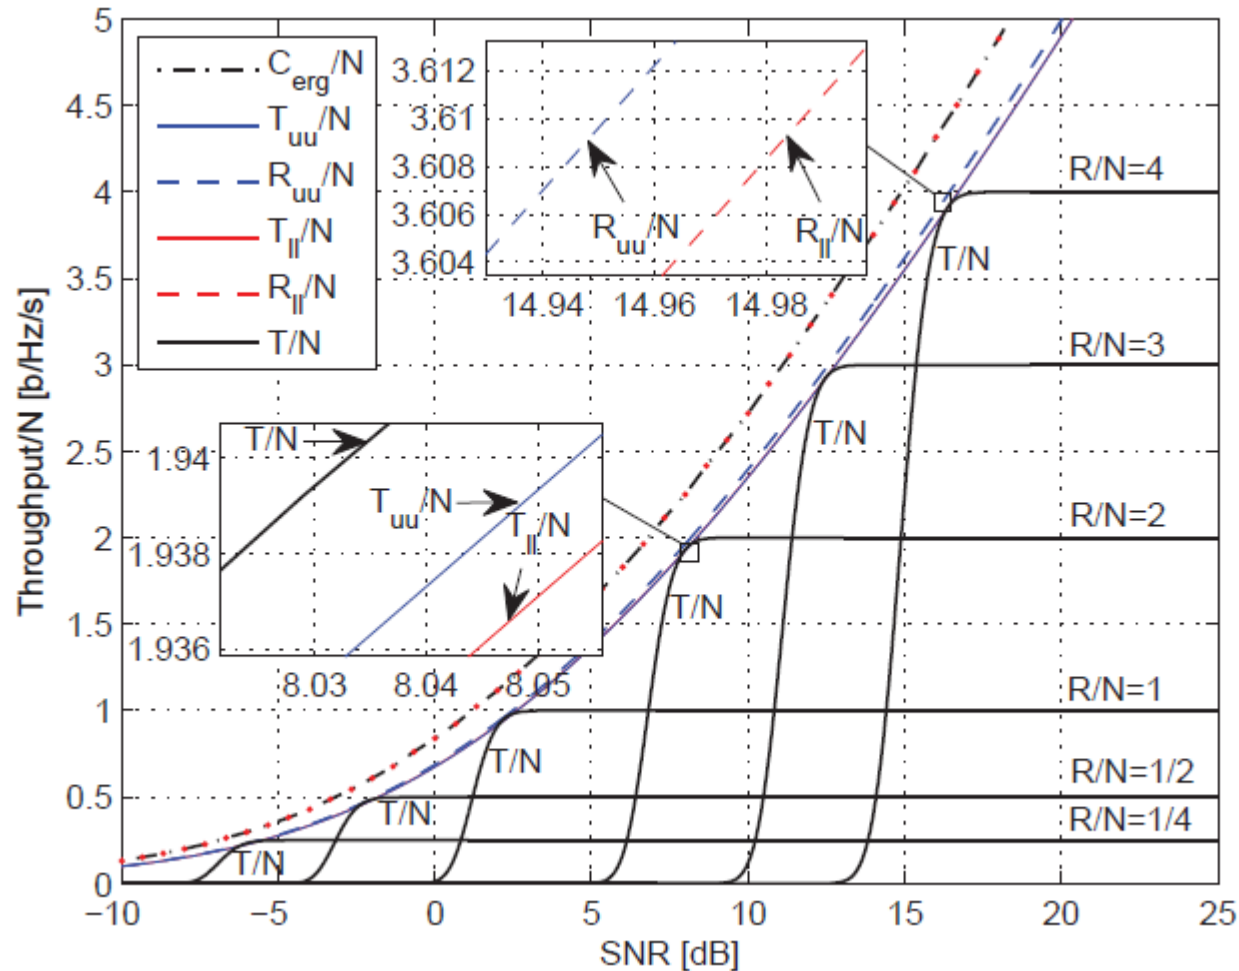 5
4.5
4
3.5
3
2.5
2
1.5
1
0.5
0
Throughput/N [b/Hz/s]
C_erg/N
T_uu/N
R_uu/N
T_ll/N
R_ll/N
T/N
3.612
3.61
3.608
3.606
3.604
R_uu/N
R_ll/N
14.94
14.96
14.98
R/N=4
T/N
R/N=3
T/N
T/N
1.94
T_uu/N
T_ll/N
1.938
1.936
8.03
8.04
8.05
R/N=2
T/N
R/N=1
T/N
R/N=1/2
T/N
R/N=1/4
T/N
−10
−5
0
5
10
15
20
25
SNR [dB]